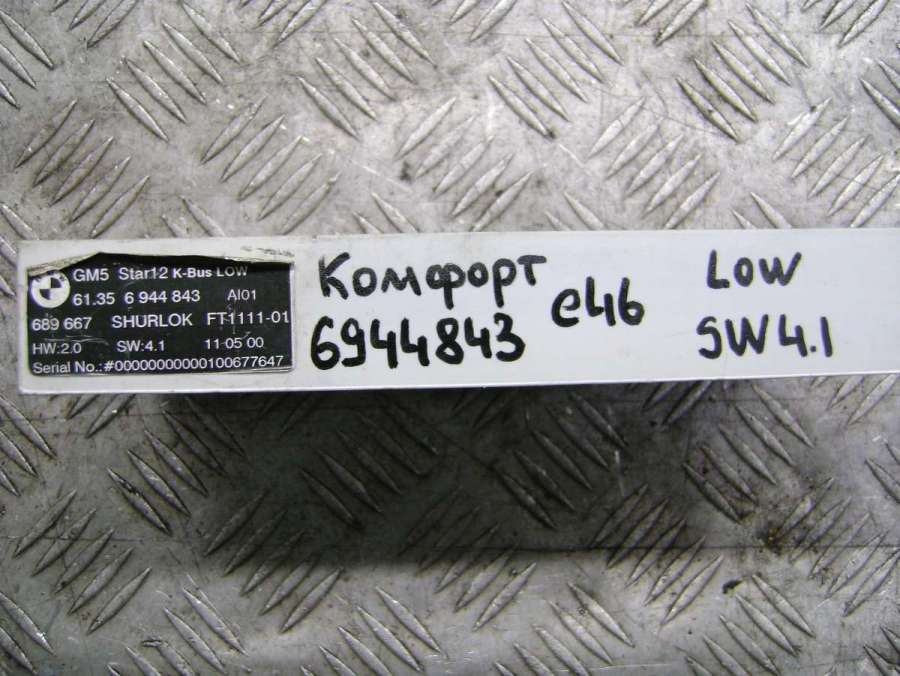 GM5 Star12 K-Bus LOW
61.35 6 944 843 AI01
689 667 SHURLOK FT1111-01
HW:2.0 SW:4.1 11 05 00
Serial No.:#00000000000100677647
Комфорт
6944843
e46
LOW
SW4.1